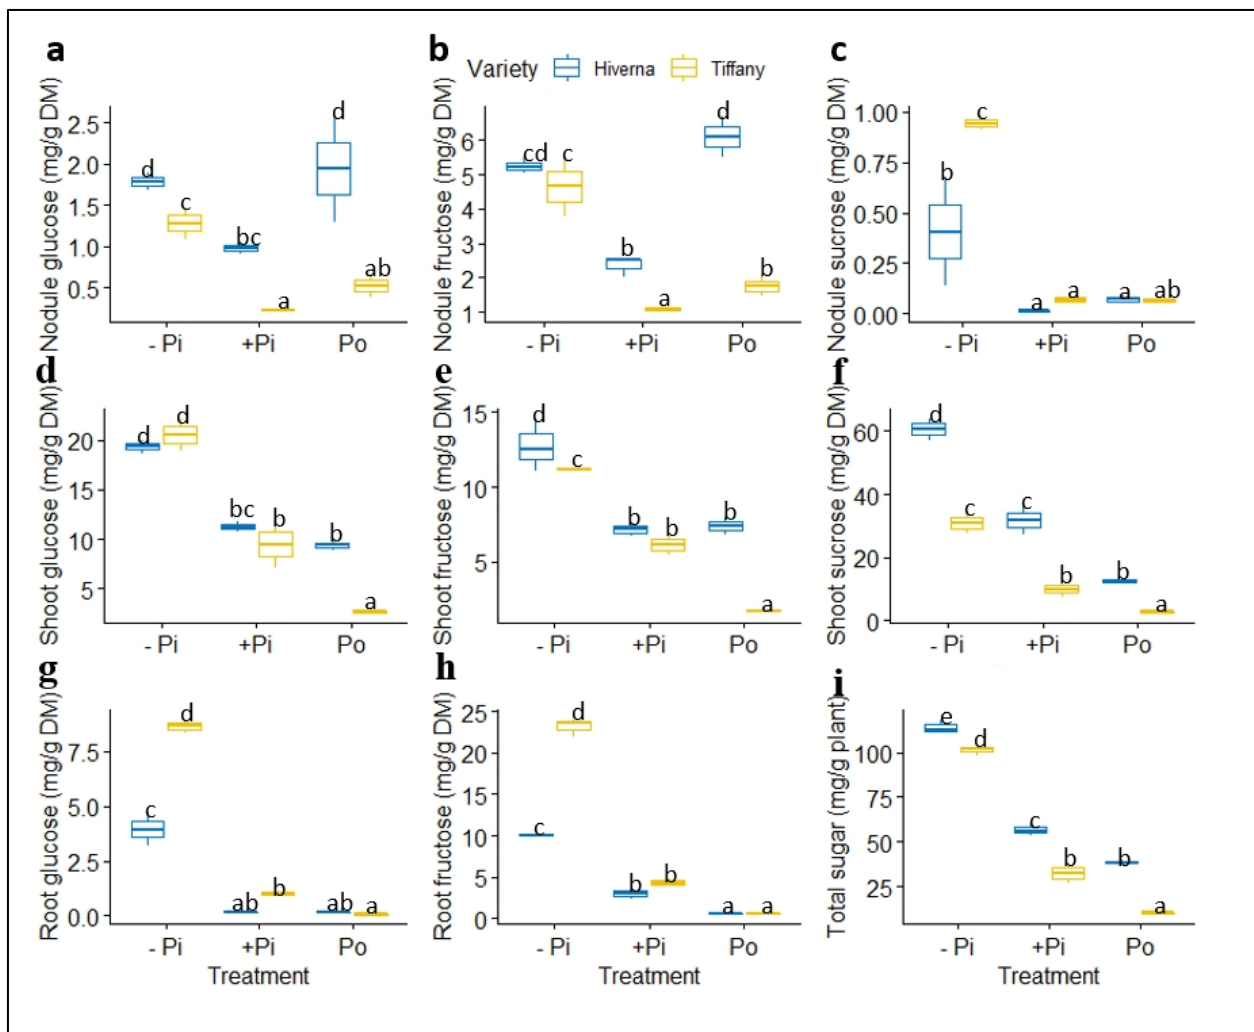 a
b
Variety Hiverna Tiffany
c
Nodule glucose (mg/g DM)
2.5
2.0
1.5
1.0
0.5
d
c
bc
a
d
ab
- Pi +Pi Po
Nodule fructose (mg/g DM)
6
5
4
3
2
1
cd
c
b
a
d
b
- Pi +Pi Po
Nodule sucrose (mg/g DM)
1.00
0.75
0.50
0.25
0.00
b
c
a
a
a
ab
- Pi +Pi Po
d
Shoot glucose (mg/g DM)
20
15
10
5
d
d
bc
b
b
a
- Pi +Pi Po
e
Shoot fructose (mg/g DM)
15
10
5
d
c
b
b
b
a
- Pi +Pi Po
f
Shoot sucrose (mg/g DM)
60
40
20
0
d
c
c
b
b
a
- Pi +Pi Po
g
Root glucose (mg/g DM)
7.5
5.0
2.5
0.0
c
d
ab
b
ab
a
- Pi +Pi Po
Treatment
h
Root fructose (mg/g DM)
25
20
15
10
5
0
c
d
b
b
a
a
- Pi +Pi Po
Treatment
i
Total sugar (mg/g plant)
100
75
50
25
e
d
c
b
b
a
- Pi +Pi Po
Treatment